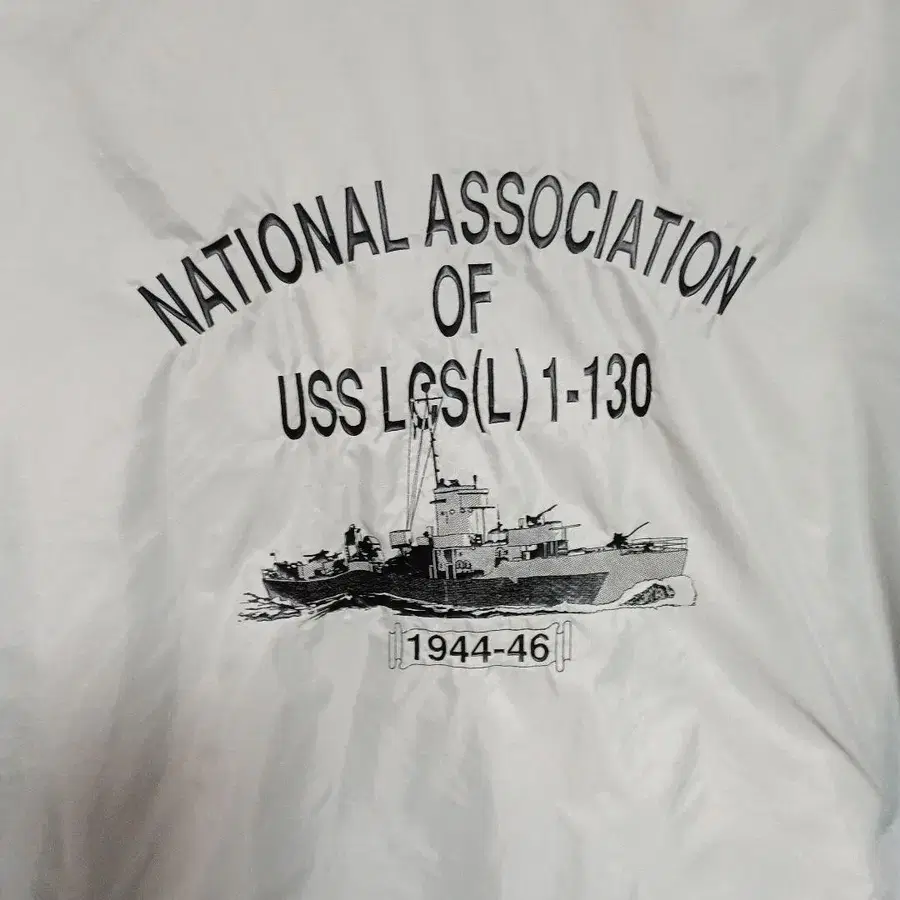 NATIONAL ASSOCIATION
OF
USS LCS(L) 1-130
1944-46